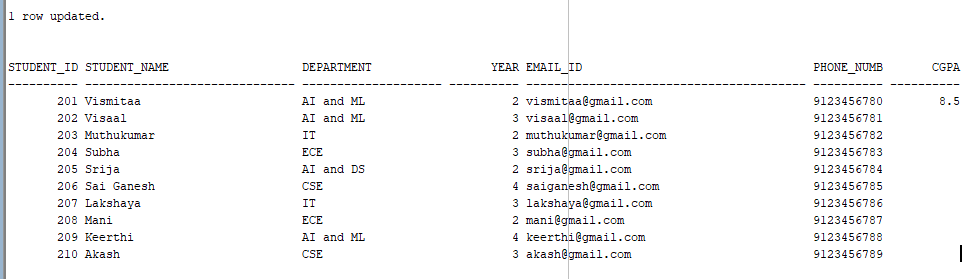 1 row updated.
STUDENT_ID STUDENT_NAME                   DEPARTMENT                 YEAR EMAIL_ID                                 PHONE_NUMB       CGPA
---------- ------------------------------ -------------------- ---------- ---------------------------------------- ---------- ----------
       201 Vismitaa                       AI and ML                     2 vismitaa@gmail.com                       9123456780        8.5
       202 Visaal                         AI and ML                     3 visaal@gmail.com                         9123456781
       203 Muthukumar                     IT                            2 muthukumar@gmail.com                     9123456782
       204 Subha                          ECE                           3 subha@gmail.com                          9123456783
       205 Srija                          AI and DS                     2 srija@gmail.com                          9123456784
       206 Sai Ganesh                     CSE                           4 saiganesh@gmail.com                      9123456785
       207 Lakshaya                       IT                            3 lakshaya@gmail.com                       9123456786
       208 Mani                           ECE                           2 mani@gmail.com                           9123456787
       209 Keerthi                        AI and ML                     4 keerthi@gmail.com                        9123456788
       210 Akash                          CSE                           3 akash@gmail.com                          9123456789